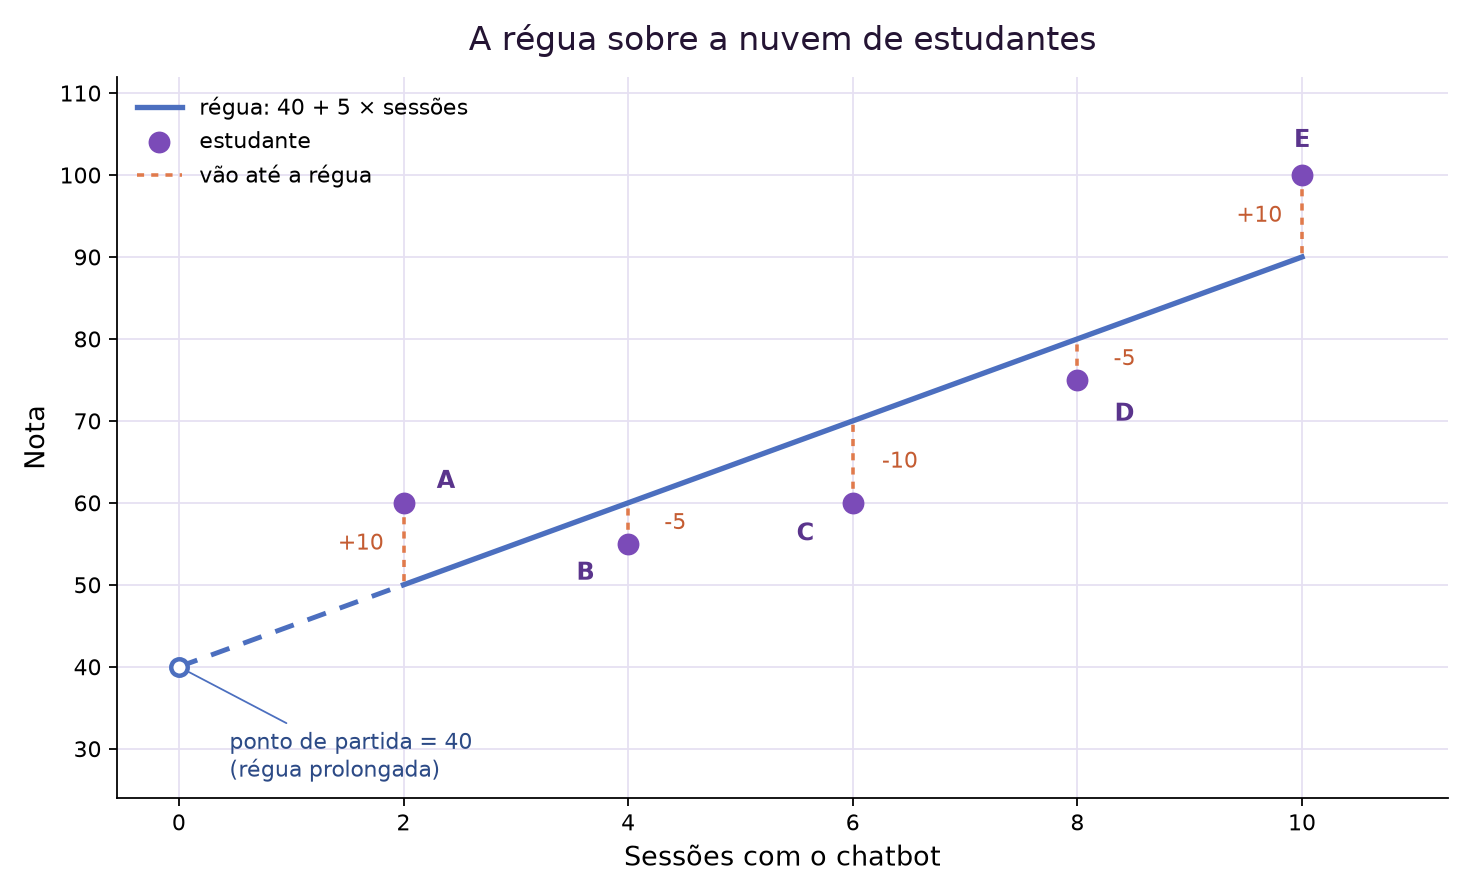 A régua sobre a nuvem de estudantes
régua: 40 + 5 × sessões
estudante
vão até a régua
110
100
90
80
70
60
50
40
30
Nota
E
+10
-5
D
A
-10
+10
-5
C
B
ponto de partida = 40
(régua prolongada)
0 2 4 6 8 10
Sessões com o chatbot